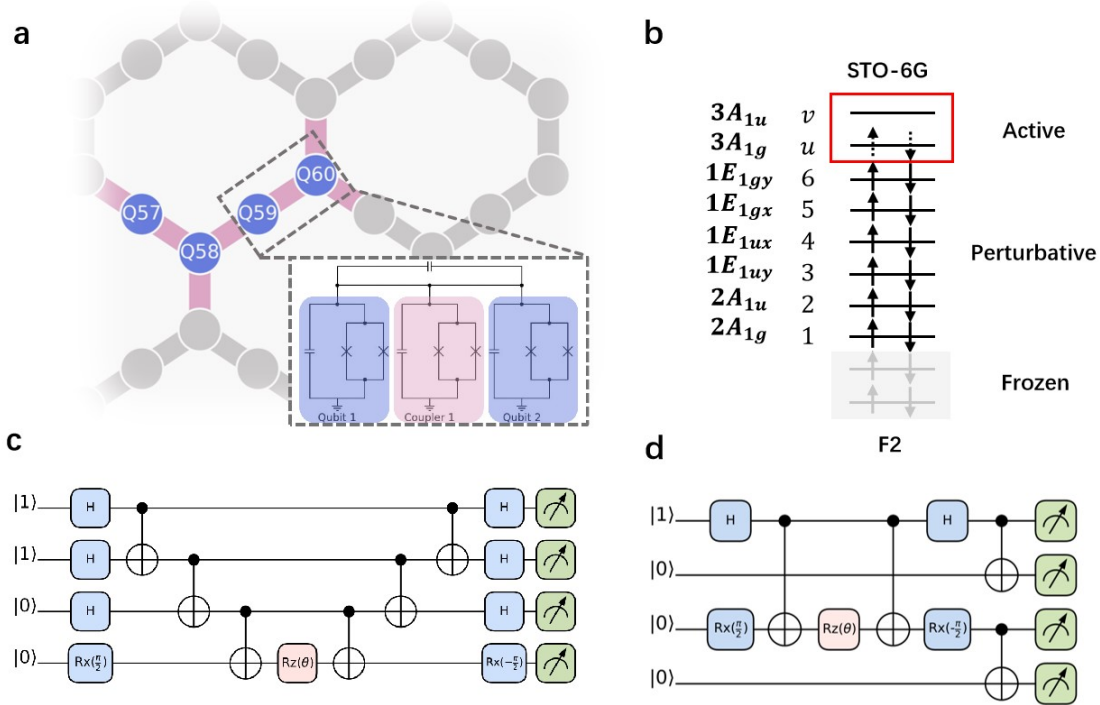 a
Q57
Q58
Q59
Q60
Qubit 1
Coupler 1
Qubit 2
b
STO-6G
3A₁ᵤ v
3A₁g u
1E₁gy 6
1E₁gx 5
1E₁ux 4
1E₁uy 3
2A₁ᵤ 2
2A₁g 1
Active
Perturbative
Frozen
F2
c
|1⟩ H H
|1⟩ H H
|0⟩ H H
|0⟩ Rx(π/2) Rz(θ) Rx(-π/2)
d
|1⟩ H H
|0⟩
|0⟩ Rx(π/2) Rz(θ) Rx(-π/2)
|0⟩